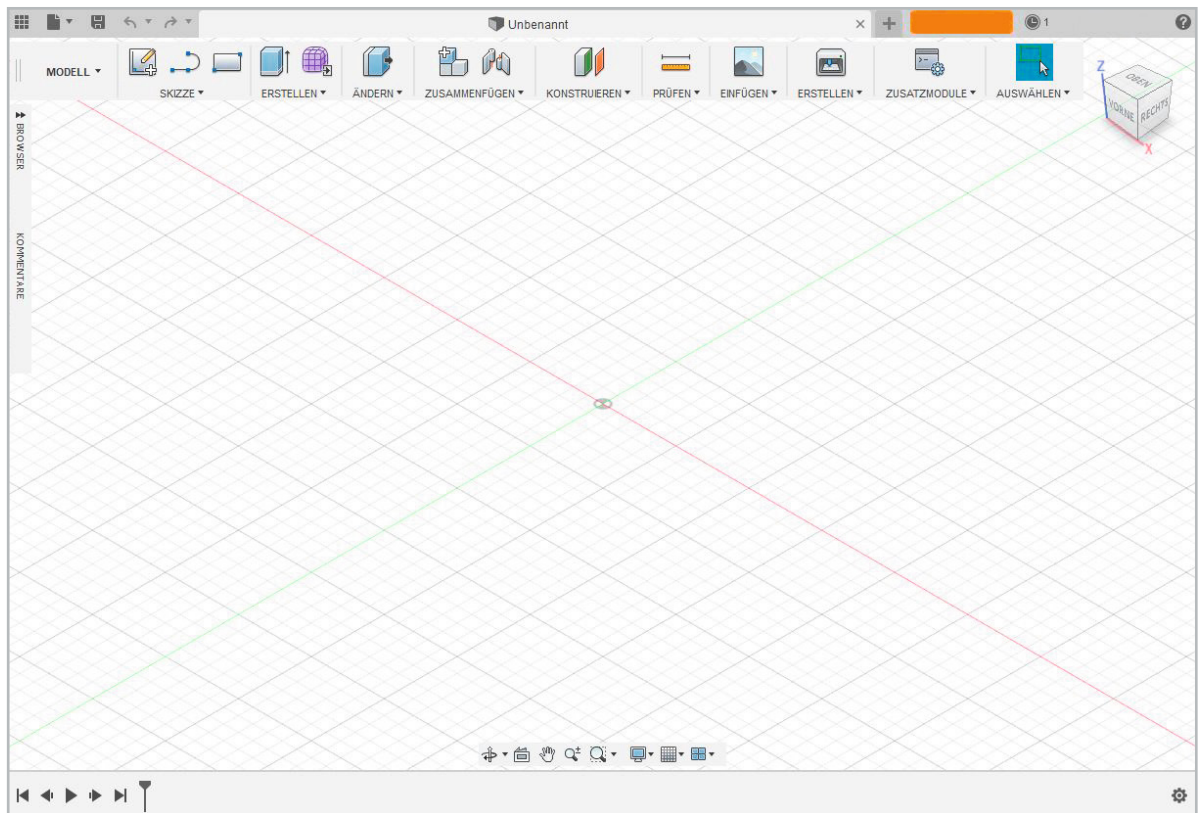 Unbenannt
1
MODELL
SKIZZE
ERSTELLEN
ÄNDERN
ZUSAMMENFÜGEN
KONSTRUIEREN
PRÜFEN
EINFÜGEN
ERSTELLEN
ZUSATZMODULE
AUSWÄHLEN
Z
OBEN
VORNE
RECHTS
X
BROWSER
KOMMENTARE